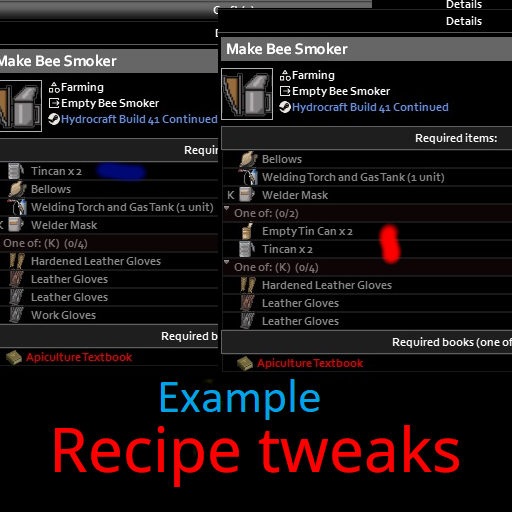 Details
Details
Make Bee Smoker
Farming
Empty Bee Smoker
Hydrocraft Build 41 Continued
Tincan x 2
Bellows
Welding Torch and Gas Tank (1 unit)
K Welder Mask
One of: (K) (0/4)
Hardened Leather Gloves
Leather Gloves
Leather Gloves
Work Gloves
Required b
Apiculture Textbook
Make Bee Smoker
Farming
Empty Bee Smoker
Hydrocraft Build 41 Continued
Required items:
Bellows
Welding Torch and Gas Tank (1 unit)
K Welder Mask
One of: (0/2)
Empty Tin Can x 2
Tincan x 2
One of: (K) (0/4)
Hardened Leather Gloves
Leather Gloves
Leather Gloves
Required books (one of
Apiculture Textbook
Example
Recipe tweaks